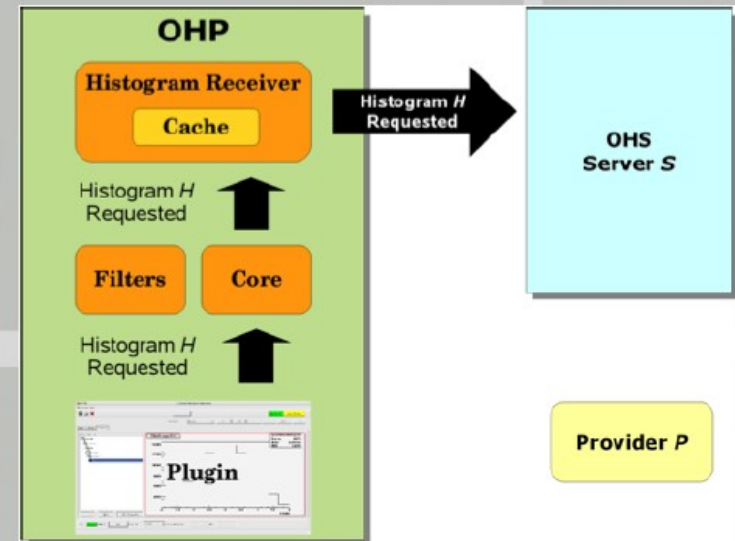 OHP
Histogram Receiver
Cache
Histogram H
Requested
Histogram H
Requested
OHS
Server S
Filters
Core
Histogram H
Requested
Plugin
Provider P